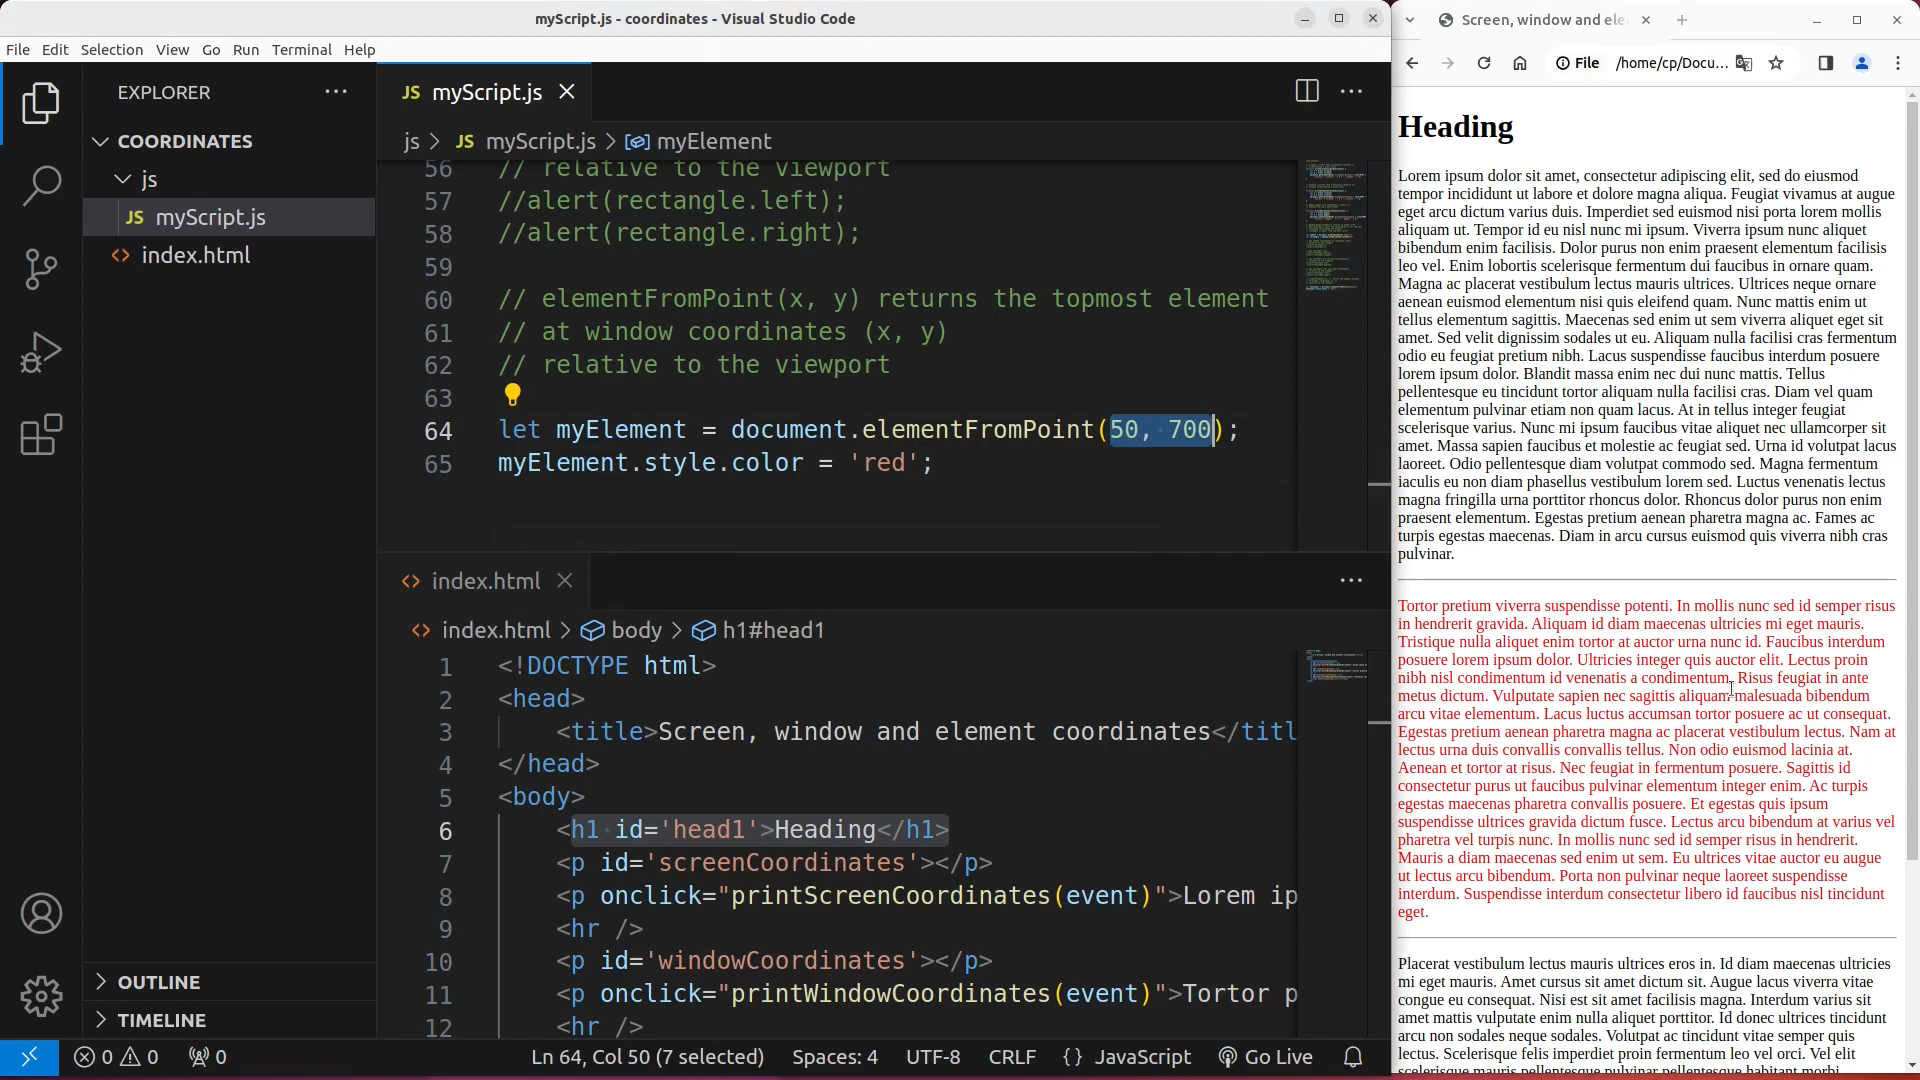 myScript.js - coordinates - Visual Studio Code
File Edit Selection View Go Run Terminal Help
EXPLORER
COORDINATES
js
JS myScript.js
index.html
OUTLINE
TIMELINE
JS myScript.js
js > JS myScript.js > myElement
56 // relative to the viewport
57 //alert(rectangle.left);
58 //alert(rectangle.right);
59
60 // elementFromPoint(x, y) returns the topmost element
61 // at window coordinates (x, y)
62 // relative to the viewport
63
64 let myElement = document.elementFromPoint(50, 700);
65 myElement.style.color = 'red';
index.html
index.html > body > h1#head1
1 <!DOCTYPE html>
2 <head>
3 <title>Screen, window and element coordinates</titl
4 </head>
5 <body>
6 <h1 id='head1'>Heading</h1>
7 <p id='screenCoordinates'></p>
8 <p onclick="printScreenCoordinates(event)">Lorem ip
9 <hr />
10 <p id='windowCoordinates'></p>
11 <p onclick="printWindowCoordinates(event)">Tortor p
12 <hr />
0 0 0 Ln 64, Col 50 (7 selected) Spaces: 4 UTF-8 CRLF {} JavaScript Go Live
Screen, window and ele
File /home/cp/Docu...
Heading
Lorem ipsum dolor sit amet, consectetur adipiscing elit, sed do eiusmod
tempor incididunt ut labore et dolore magna aliqua. Feugiat vivamus at augue
eget arcu dictum varius duis. Imperdiet sed euismod nisi porta lorem mollis
aliquam ut. Tempor id eu nisl nunc mi ipsum. Viverra ipsum nunc aliquet
bibendum enim facilisis. Dolor purus non enim praesent elementum facilisis
leo vel. Enim lobortis scelerisque fermentum dui faucibus in ornare quam.
Magna ac placerat vestibulum lectus mauris ultrices. Ultrices neque ornare
aenean euismod elementum nisi quis eleifend quam. Nunc mattis enim ut
tellus elementum sagittis. Maecenas sed enim ut sem viverra aliquet eget sit
amet. Sed velit dignissim sodales ut eu. Aliquam nulla facilisi cras fermentum
odio eu feugiat pretium nibh. Lacus suspendisse faucibus interdum posuere
lorem ipsum dolor. Blandit massa enim nec dui nunc mattis. Tellus
pellentesque eu tincidunt tortor aliquam nulla facilisi cras. Diam vel quam
elementum pulvinar etiam non quam lacus. At in tellus integer feugiat
scelerisque varius. Nunc mi ipsum faucibus vitae aliquet nec ullamcorper sit
amet. Massa sapien faucibus et molestie ac feugiat sed. Urna id volutpat lacus
laoreet. Odio pellentesque diam volutpat commodo sed. Magna fermentum
iaculis eu non diam phasellus vestibulum lorem sed. Luctus venenatis lectus
magna fringilla urna porttitor rhoncus dolor. Rhoncus dolor purus non enim
praesent elementum. Egestas pretium aenean pharetra magna ac. Fames ac
turpis egestas maecenas. Diam in arcu cursus euismod quis viverra nibh cras
pulvinar.
Tortor pretium viverra suspendisse potenti. In mollis nunc sed id semper risus
in hendrerit gravida. Aliquam id diam maecenas ultricies mi eget mauris.
Tristique nulla aliquet enim tortor at auctor urna nunc id. Faucibus interdum
posuere lorem ipsum dolor. Ultricies integer quis auctor elit. Lectus proin
nibh nisl condimentum id venenatis a condimentum. Risus feugiat in ante
metus dictum. Vulputate sapien nec sagittis aliquam malesuada bibendum
arcu vitae elementum. Lacus luctus accumsan tortor posuere ac ut consequat.
Egestas pretium aenean pharetra magna ac placerat vestibulum lectus. Nam at
lectus urna duis convallis convallis tellus. Non odio euismod lacinia at.
Aenean et tortor at risus. Nec feugiat in fermentum posuere. Sagittis id
consectetur purus ut faucibus pulvinar elementum integer enim. Ac turpis
egestas maecenas pharetra convallis posuere. Et egestas quis ipsum
suspendisse ultrices gravida dictum fusce. Lectus arcu bibendum at varius vel
pharetra vel turpis nunc. In mollis nunc sed id semper risus in hendrerit.
Mauris a diam maecenas sed enim ut sem. Eu ultrices vitae auctor eu augue
ut lectus arcu bibendum. Porta non pulvinar neque laoreet suspendisse
interdum. Suspendisse interdum consectetur libero id faucibus nisl tincidunt
eget.
Placerat vestibulum lectus mauris ultrices eros in. Id diam maecenas ultricies
mi eget mauris. Amet cursus sit amet dictum sit. Augue lacus viverra vitae
congue eu consequat. Nisi est sit amet facilisis magna. Interdum varius sit
amet mattis vulputate enim nulla aliquet porttitor. Id donec ultrices tincidunt
arcu non sodales neque sodales. Volutpat ac tincidunt vitae semper quis
lectus. Scelerisque felis imperdiet proin fermentum leo vel orci. Vel elit
scelerisque mauris pellentesque pulvinar pellentesque habitant morbi